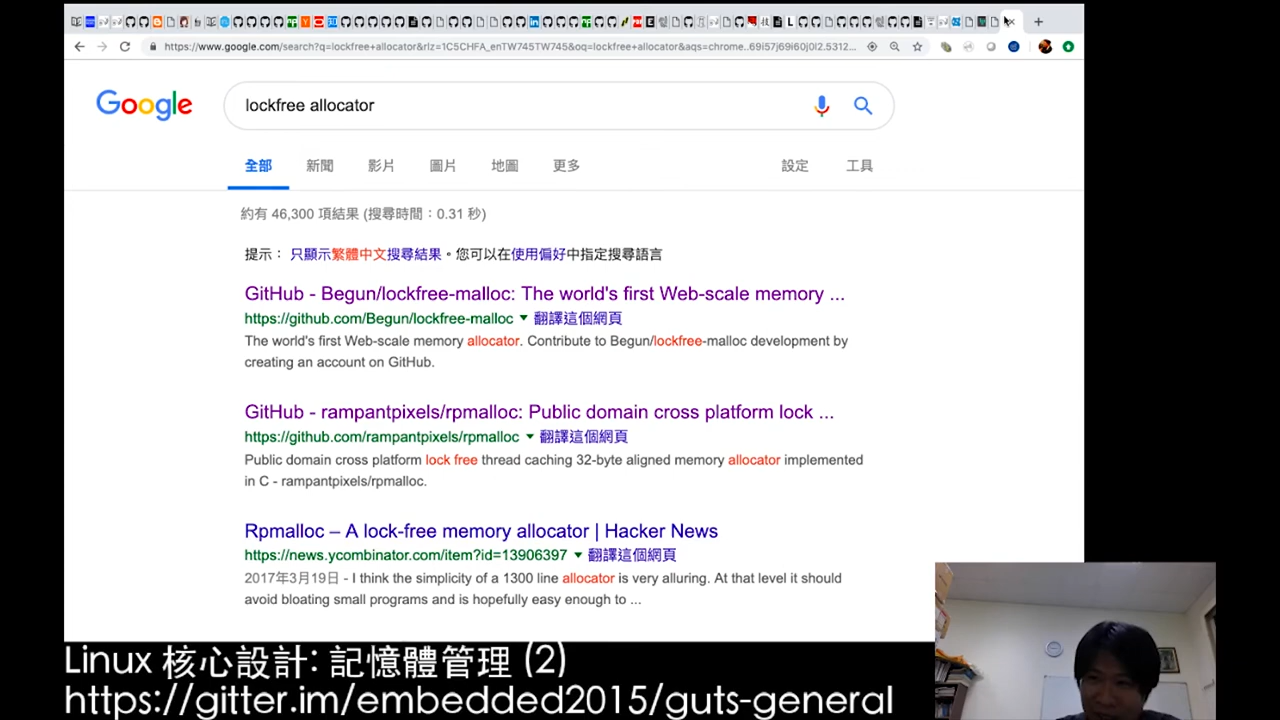 https://www.google.com/search?q=lockfree+allocator&rlz=1C5CHFA_enTW745TW745&oq=lockfree+allocator&aqs=chrome..69i57j69i60j0l2.5312...
Google
lockfree allocator
全部 新聞 影片 圖片 地圖 更多 設定 工具
約有 46,300 項結果 (搜尋時間：0.31 秒)
提示： 只顯示繁體中文搜尋結果。您可以在使用偏好中指定搜尋語言
GitHub - Begun/lockfree-malloc: The world's first Web-scale memory ...
https://github.com/Begun/lockfree-malloc 翻譯這個網頁
The world's first Web-scale memory allocator. Contribute to Begun/lockfree-malloc development by
creating an account on GitHub.
GitHub - rampantpixels/rpmalloc: Public domain cross platform lock ...
https://github.com/rampantpixels/rpmalloc 翻譯這個網頁
Public domain cross platform lock free thread caching 32-byte aligned memory allocator implemented
in C - rampantpixels/rpmalloc.
Rpmalloc – A lock-free memory allocator | Hacker News
https://news.ycombinator.com/item?id=13906397 翻譯這個網頁
2017年3月19日 - I think the simplicity of a 1300 line allocator is very alluring. At that level it should
avoid bloating small programs and is hopefully easy enough to ...
Linux 核心設計: 記憶體管理 (2)
https://gitter.im/embedded2015/guts-general